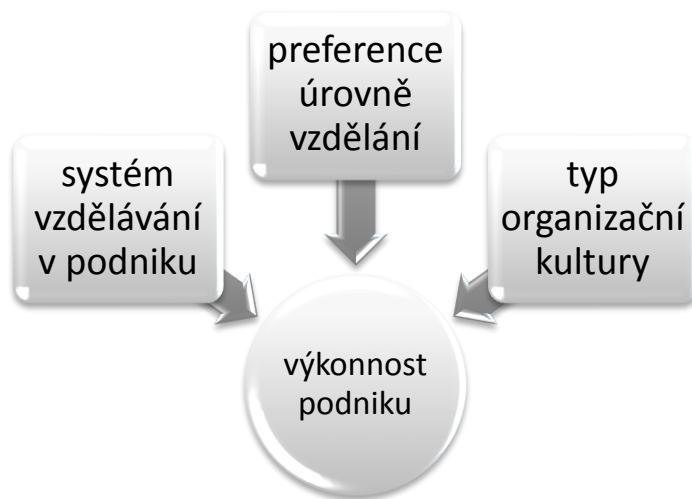 preference
úrovně
vzdělání
systém
vzdělávání
v podniku
typ
organizační
kultury
výkonnost
podniku